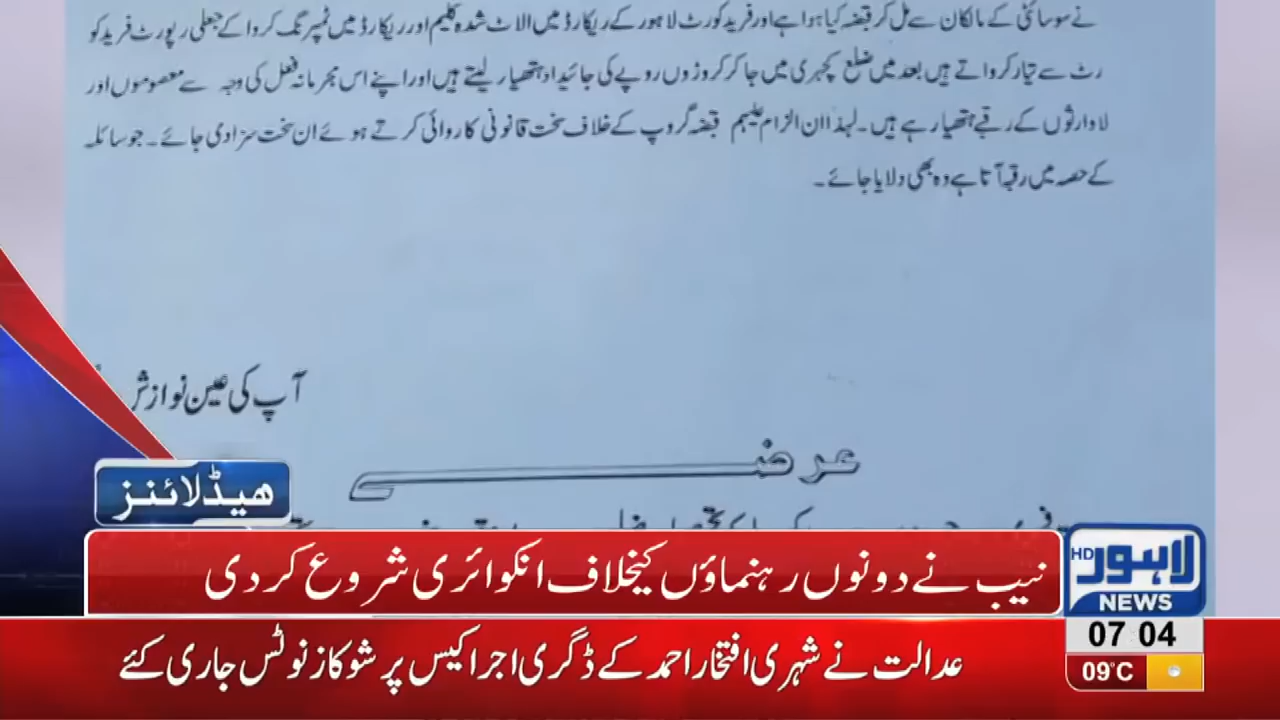 نے سوسائٹی کے مالکان سے مل کر قبضہ کیا ہوا ہے اور فرید کورٹ لاہور کے ریکارڈ میں الاٹ شدہ کلیم اور ریکارڈ میں ٹمپرنگ کروا کے جعلی رپورٹ فرید کو
رٹ سے تیار کرواتے ہیں بعد میں ضلع کچہری میں جا کر کروڑوں روپے کی جائیداد ہتھیار لیتے ہیں اور اپنے اس مجرمانہ فعل کی وجہ سے معصوموں اور
لاوارثوں کے رقبے ہتھیار رہے ہیں۔ لہذا ان الزام علیہم قبضہ گروپ کے خلاف سخت قانونی کاروائی کرتے ہوئے ان سخت سزا دی جائے۔ جو سائلہ
کے حصہ میں رقبہ آتا ہے وہ بھی دلایا جائے۔
آپ کی عین نوازش
عرضے
ھیڈلائنز
نیب نے دونوں رہنماؤں کیخلاف انکوائری شروع کر دی
HD لاہور
NEWS
عدالت نے شہری افتخار احمد کے ڈگری اجرا کیس پر شوکاز نوٹس جاری کئے
07 04
09°C